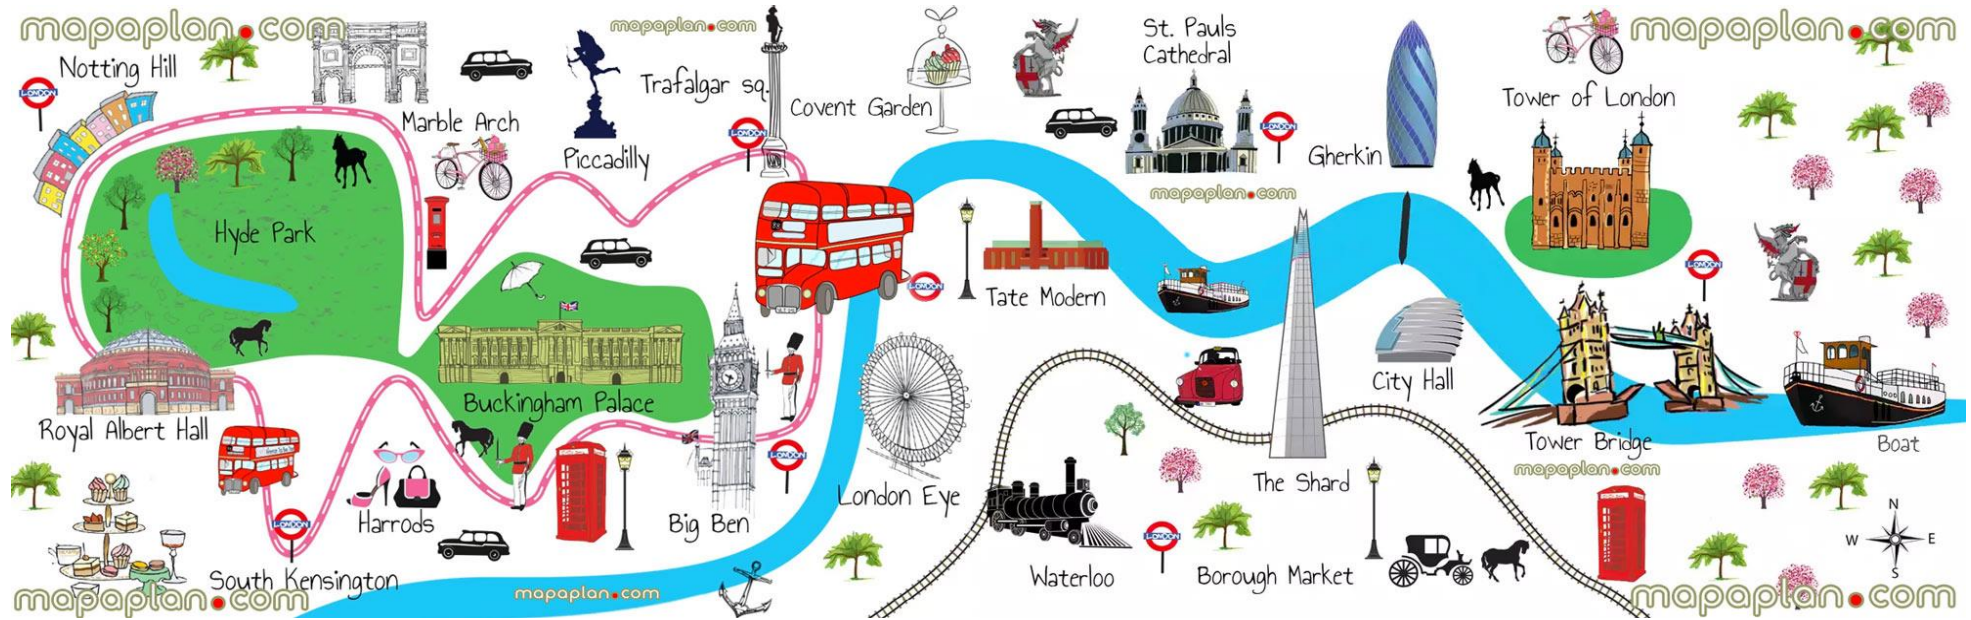 mapaplan.com
mapaplan.com
mapaplan.com
Notting Hill
LONDON
Marble Arch
Piccadilly
Trafalgar sq.
LONDON
Covent Garden
St. Pauls
Cathedral
LONDON
mapaplan.com
Gherkin
Tower of London
Hyde Park
LONDON
Tate Modern
LONDON
Buckingham Palace
City Hall
Royal Albert Hall
Tower Bridge
mapaplan.com
Boat
LONDON
Harrods
Big Ben
LONDON
London Eye
The Shard
LONDON
South Kensington
Waterloo
Borough Market
N
W
E
S
mapaplan.com
mapaplan.com
mapaplan.com